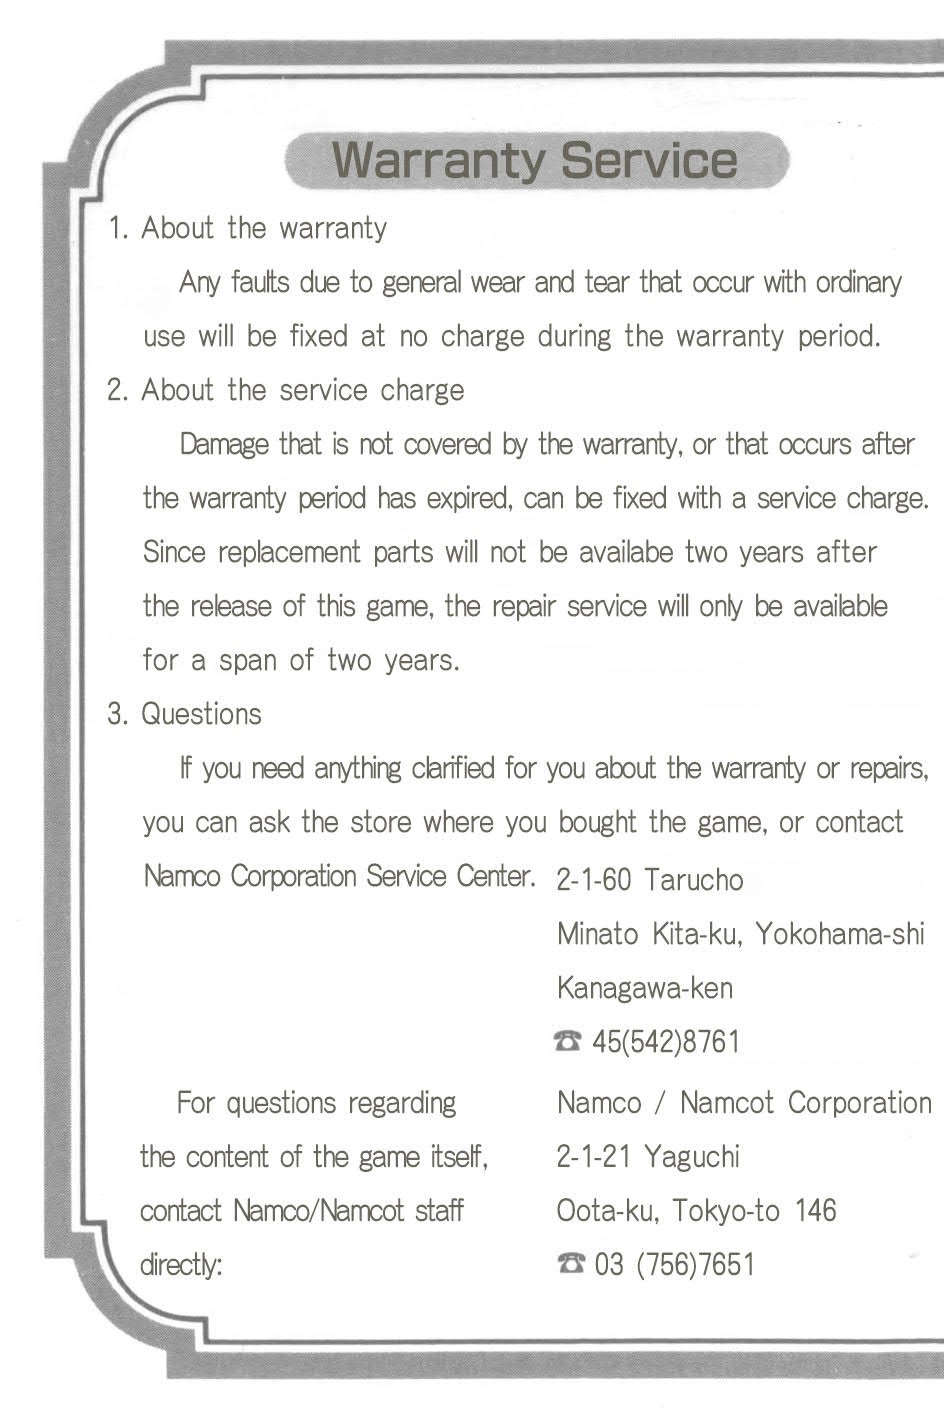 Warranty Service
1. About the warranty
Any faults due to general wear and tear that occur with ordinary
use will be fixed at no charge during the warranty period.
2. About the service charge
Damage that is not covered by the warranty, or that occurs after
the warranty period has expired, can be fixed with a service charge.
Since replacement parts will not be availabe two years after
the release of this game, the repair service will only be available
for a span of two years.
3. Questions
If you need anything clarified for you about the warranty or repairs,
you can ask the store where you bought the game, or contact
Namco Corporation Service Center. 2-1-60 Tarucho
Minato Kita-ku, Yokohama-shi
Kanagawa-ken
☎ 45(542)8761
For questions regarding
the content of the game itself,
contact Namco/Namcot staff
directly:
Namco / Namcot Corporation
2-1-21 Yaguchi
Oota-ku, Tokyo-to 146
☎ 03 (756)7651